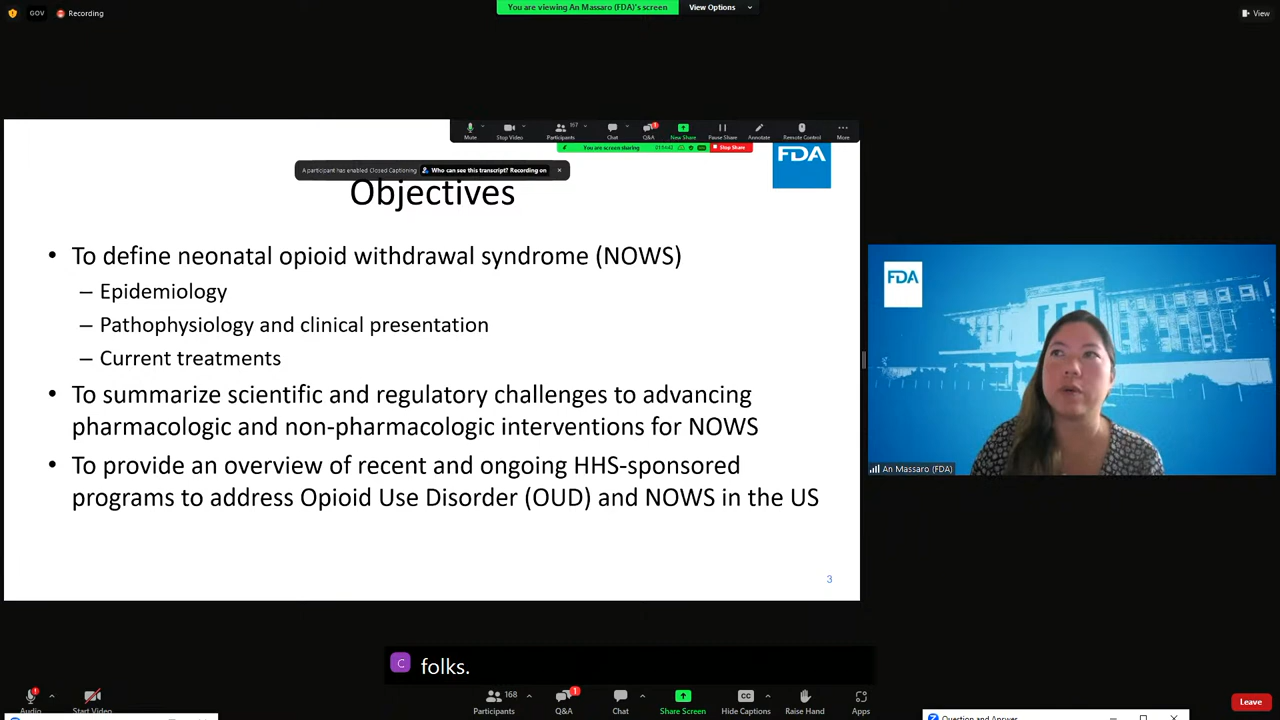 GOV
Recording
You are viewing An Massaro (FDA)'s screen
View Options
View
Mute
Stop Video
Participants
167
Chat
Q&A
New Share
Pause Share
Annotate
Remote Control
More
You are screen sharing
Stop Share
A participant has enabled Closed Captioning
Who can see this transcript? Recording on
FDA
Objectives
• To define neonatal opioid withdrawal syndrome (NOWS)
– Epidemiology
– Pathophysiology and clinical presentation
– Current treatments
• To summarize scientific and regulatory challenges to advancing
pharmacologic and non-pharmacologic interventions for NOWS
• To provide an overview of recent and ongoing HHS-sponsored
programs to address Opioid Use Disorder (OUD) and NOWS in the US
3
FDA
An Massaro (FDA)
C
folks.
Audio
Start Video
168
Participants
1
Q&A
Chat
Share Screen
CC
Hide Captions
Raise Hand
Apps
Leave
Question and Answer